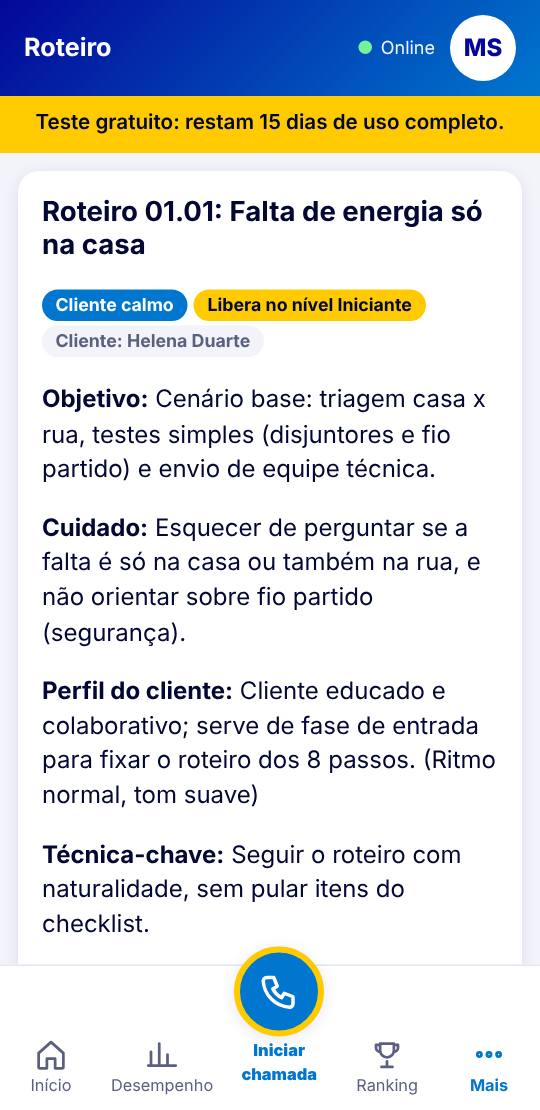 Roteiro
Online
MS
Teste gratuito: restam 15 dias de uso completo.
Roteiro 01.01: Falta de energia só
na casa
Cliente calmo
Libera no nível Iniciante
Cliente: Helena Duarte
Objetivo: Cenário base: triagem casa x
rua, testes simples (disjuntores e fio
partido) e envio de equipe técnica.
Cuidado: Esquecer de perguntar se a
falta é só na casa ou também na rua, e
não orientar sobre fio partido
(segurança).
Perfil do cliente: Cliente educado e
colaborativo; serve de fase de entrada
para fixar o roteiro dos 8 passos. (Ritmo
normal, tom suave)
Técnica-chave: Seguir o roteiro com
naturalidade, sem pular itens do
checklist.
Início
Desempenho
Iniciar
chamada
Ranking
Mais